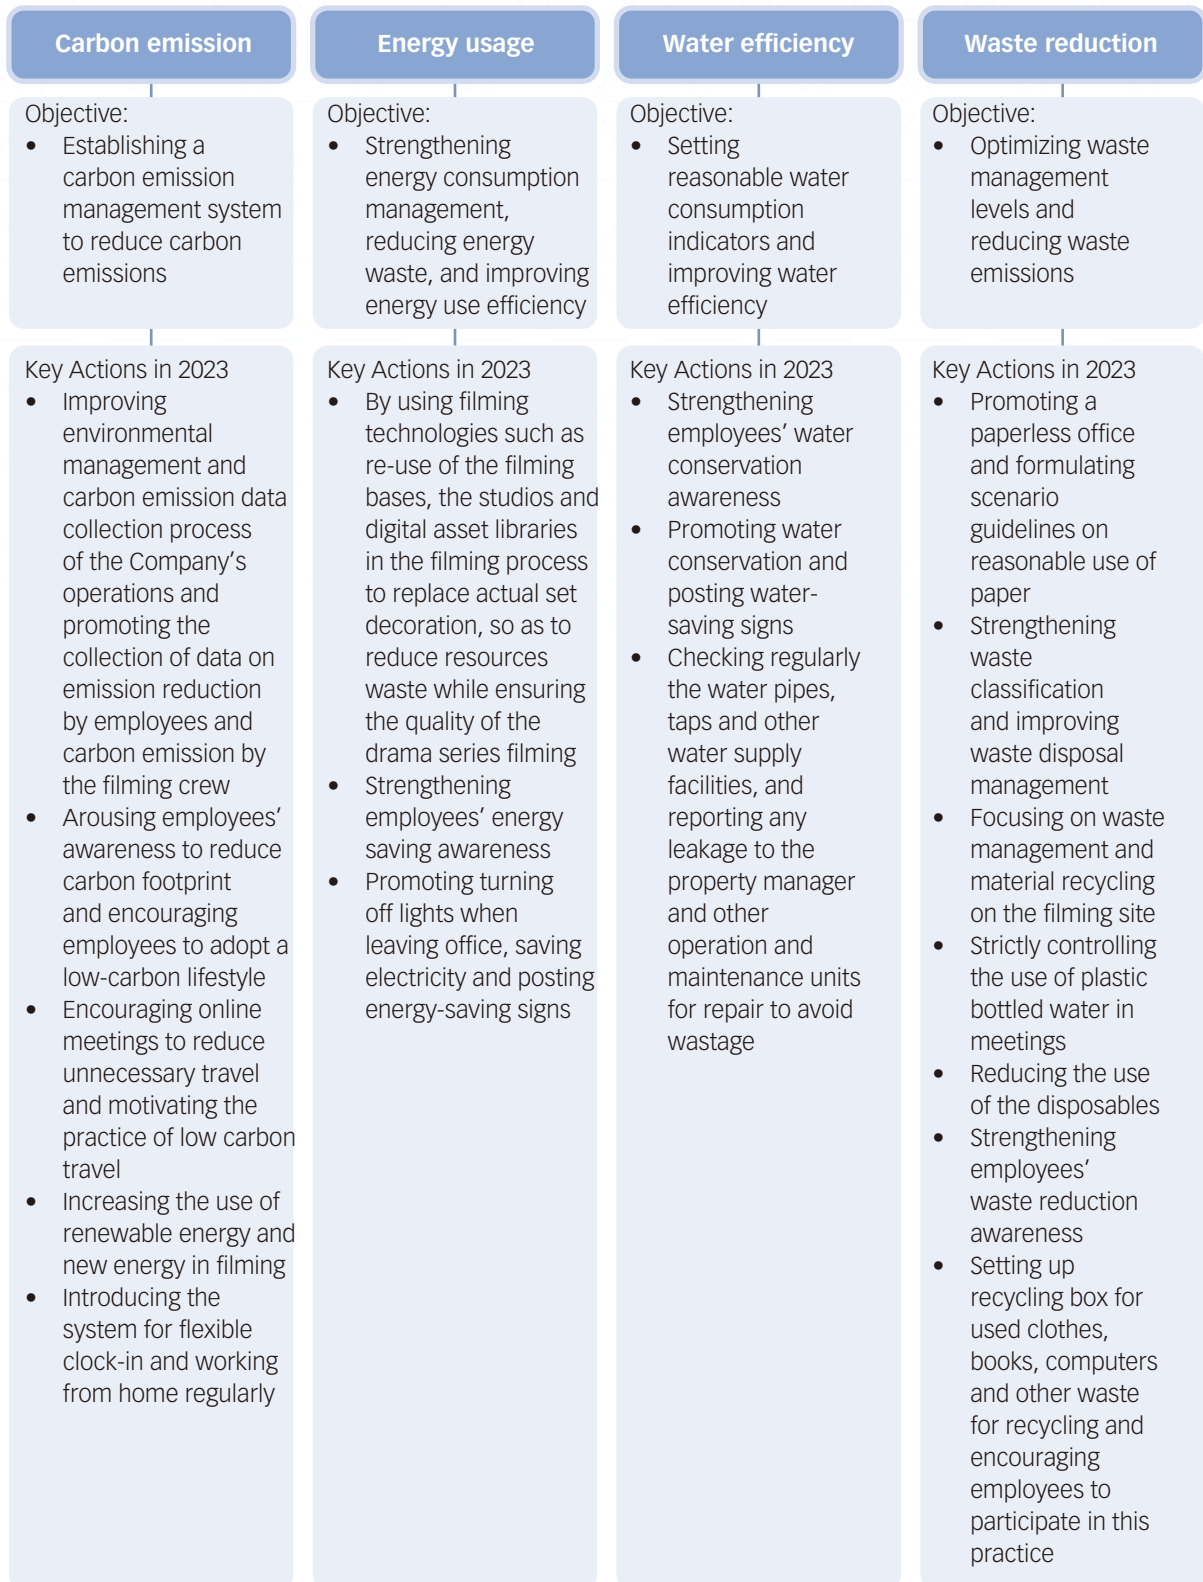 Carbon emission
Objective:
• Establishing a
carbon emission
management system
to reduce carbon
emissions
Key Actions in 2023
• Improving
environmental
management and
carbon emission data
collection process
of the Company's
operations and
promoting the
collection of data on
emission reduction
by employees and
carbon emission by
the filming crew
• Arousing employees'
awareness to reduce
carbon footprint
and encouraging
employees to adopt a
low-carbon lifestyle
• Encouraging online
meetings to reduce
unnecessary travel
and motivating the
practice of low carbon
travel
• Increasing the use of
renewable energy and
new energy in filming
• Introducing the
system for flexible
clock-in and working
from home regularly
Energy usage
Objective:
• Strengthening
energy consumption
management,
reducing energy
waste, and improving
energy use efficiency
Key Actions in 2023
• By using filming
technologies such as
re-use of the filming
bases, the studios and
digital asset libraries
in the filming process
to replace actual set
decoration, so as to
reduce resources
waste while ensuring
the quality of the
drama series filming
• Strengthening
employees' energy
saving awareness
• Promoting turning
off lights when
leaving office, saving
electricity and posting
energy-saving signs
Water efficiency
Objective:
• Setting
reasonable water
consumption
indicators and
improving water
efficiency
Key Actions in 2023
• Strengthening
employees' water
conservation
awareness
• Promoting water
conservation and
posting water-
saving signs
• Checking regularly
the water pipes,
taps and other
water supply
facilities, and
reporting any
leakage to the
property manager
and other
operation and
maintenance units
for repair to avoid
wastage
Waste reduction
Objective:
• Optimizing waste
management
levels and
reducing waste
emissions
Key Actions in 2023
• Promoting a
paperless office
and formulating
scenario
guidelines on
reasonable use of
paper
• Strengthening
waste
classification
and improving
waste disposal
management
• Focusing on waste
management and
material recycling
on the filming site
• Strictly controlling
the use of plastic
bottled water in
meetings
• Reducing the use
of the disposables
• Strengthening
employees'
waste reduction
awareness
• Setting up
recycling box for
used clothes,
books, computers
and other waste
for recycling and
encouraging
employees to
participate in this
practice